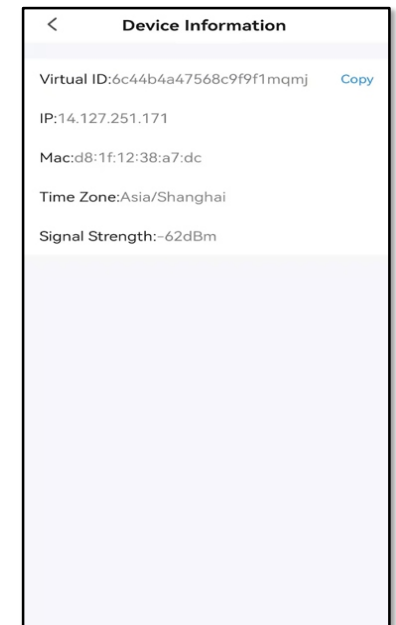 Device Information
Virtual ID:6c44b4a47568c9f9f1mqmj Copy
IP:14.127.251.171
Mac:d8:1f:12:38:a7:dc
Time Zone:Asia/Shanghai
Signal Strength:-62dBm